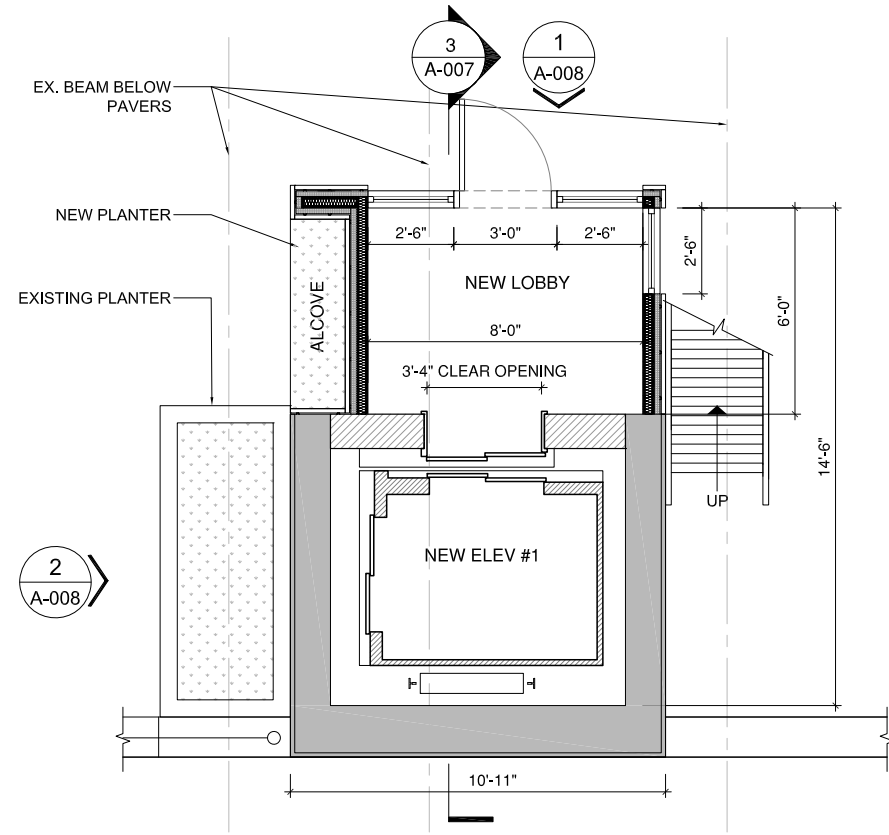 3
A-007
1
A-008
EX. BEAM BELOW
PAVERS
NEW PLANTER
EXISTING PLANTER
ALCOVE
2'-6"
3'-0"
2'-6"
2'-6"
NEW LOBBY
6'-0"
8'-0"
3'-4" CLEAR OPENING
14'-6"
UP
NEW ELEV #1
2
A-008
10'-11"